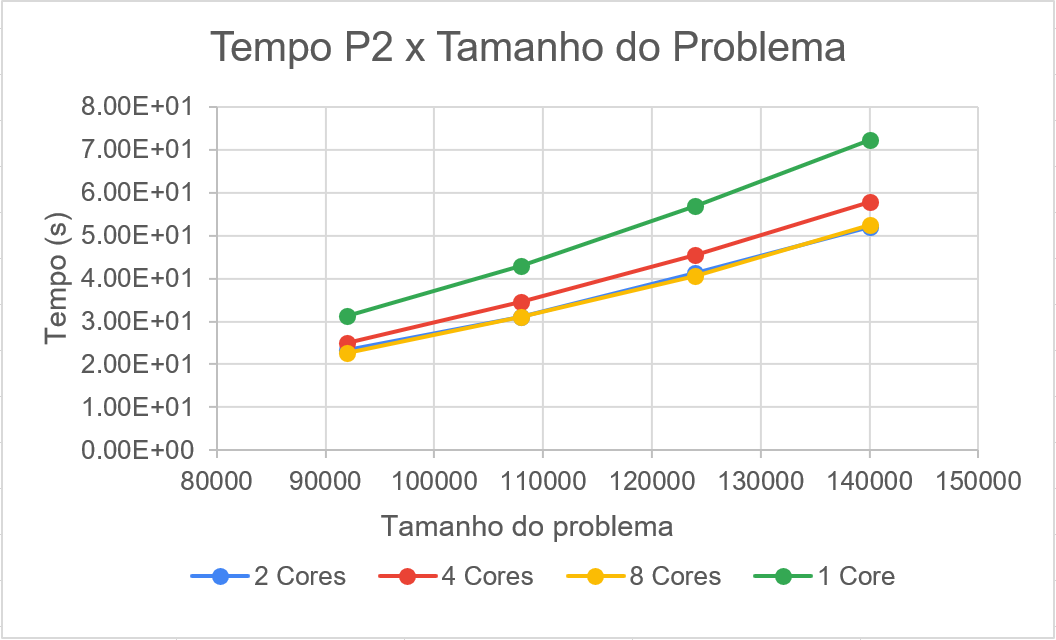 Tempo P2 x Tamanho do Problema
8.00E+01
7.00E+01
6.00E+01
5.00E+01
4.00E+01
3.00E+01
2.00E+01
1.00E+01
0.00E+00
Tempo (s)
80000 90000 100000 110000 120000 130000 140000 150000
Tamanho do problema
2 Cores 4 Cores 8 Cores 1 Core